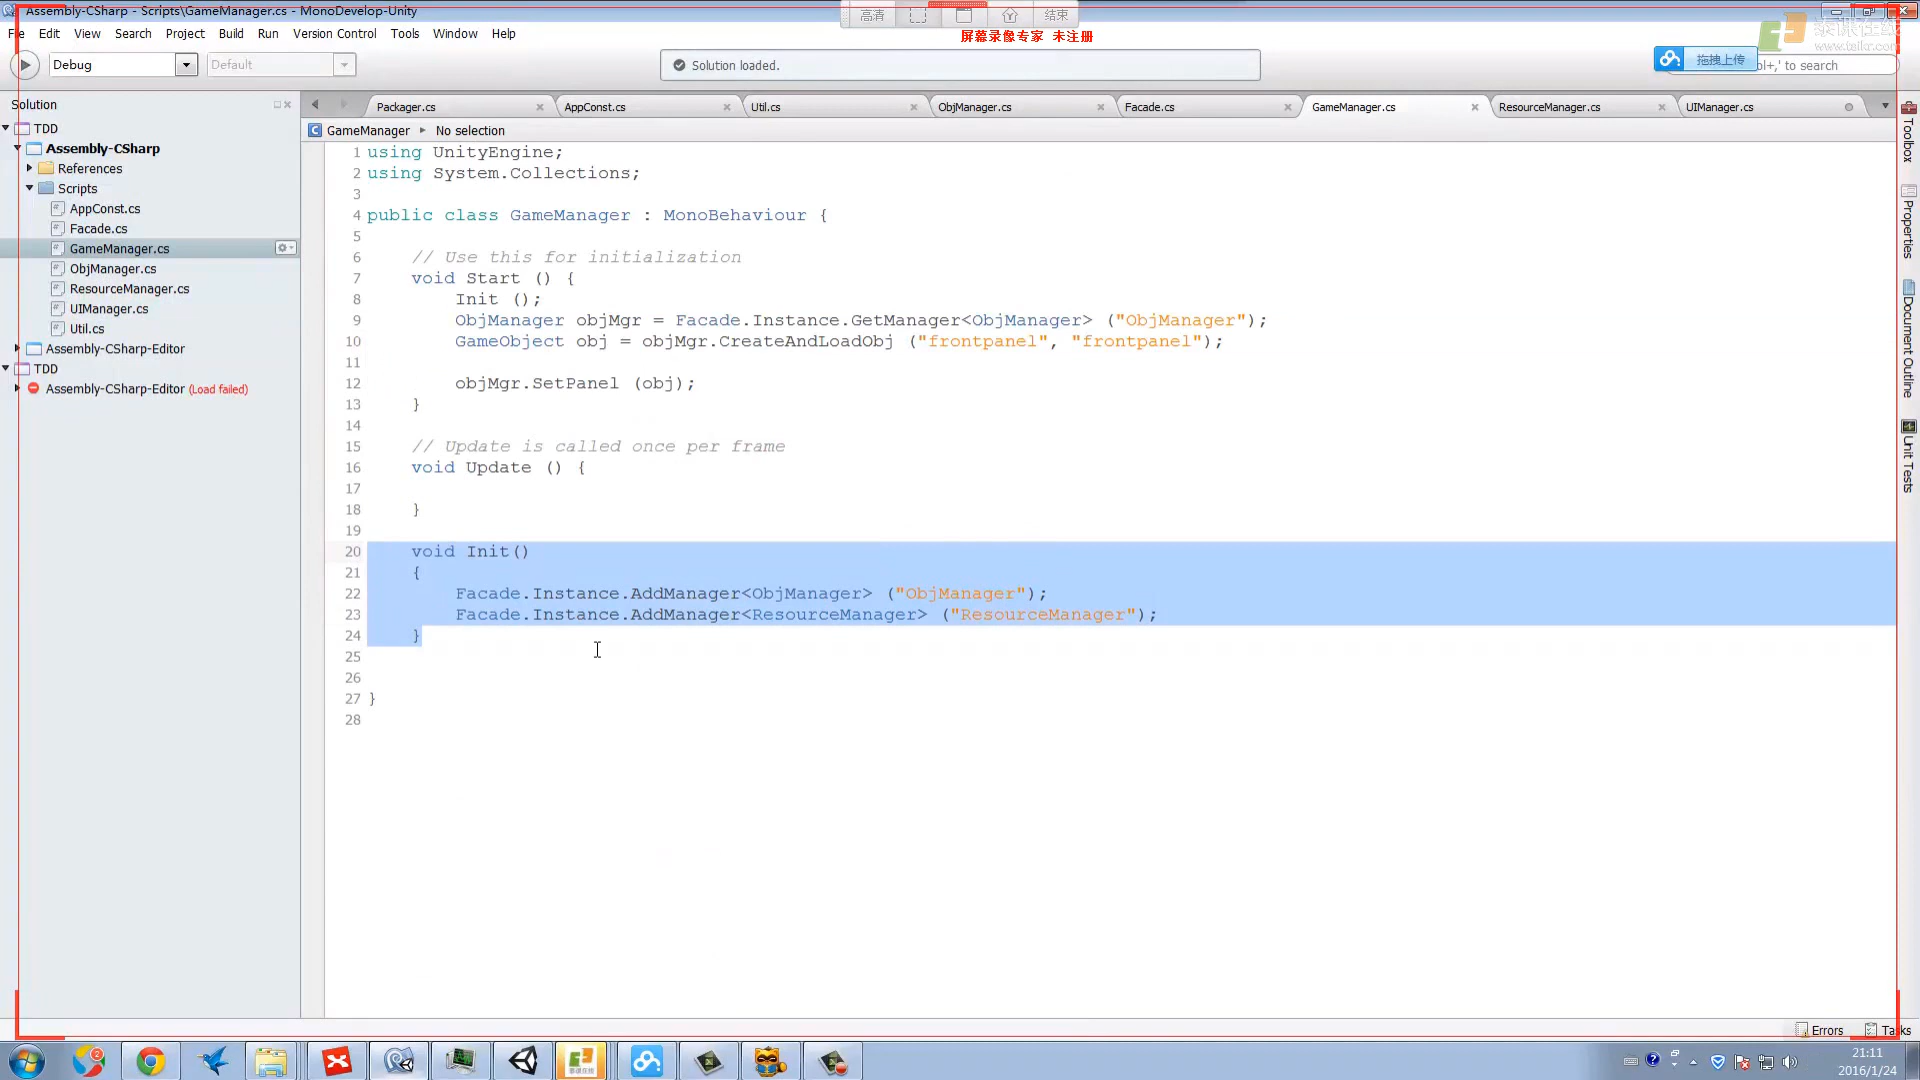 Assembly-CSharp - Scripts\GameManager.cs - MonoDevelop-Unity
高清
结束
屏幕录像专家 未注册
泰课在线
www.taikr.com
File Edit View Search Project Build Run Version Control Tools Window Help
Debug
Default
Solution loaded.
拖拽上传
to search
Solution
Packager.cs
AppConst.cs
Util.cs
ObjManager.cs
Facade.cs
GameManager.cs
ResourceManager.cs
UIManager.cs
GameManager
No selection
TDD
Assembly-CSharp
References
Scripts
AppConst.cs
Facade.cs
GameManager.cs
ObjManager.cs
ResourceManager.cs
UIManager.cs
Util.cs
Assembly-CSharp-Editor
TDD
Assembly-CSharp-Editor (Load failed)
1 using UnityEngine;
2 using System.Collections;
3
4 public class GameManager : MonoBehaviour {
5
6 // Use this for initialization
7 void Start () {
8 Init ();
9 ObjManager objMgr = Facade.Instance.GetManager<ObjManager> ("ObjManager");
10 GameObject obj = objMgr.CreateAndLoadObj ("frontpanel", "frontpanel");
11
12 objMgr.SetPanel (obj);
13 }
14
15 // Update is called once per frame
16 void Update () {
17
18 }
19
20 void Init()
21 {
22 Facade.Instance.AddManager<ObjManager> ("ObjManager");
23 Facade.Instance.AddManager<ResourceManager> ("ResourceManager");
24 }
25
26
27 }
28
Toolbox
Properties
Document Outline
Unit Tests
Errors
Tasks
21:11
2016/1/24